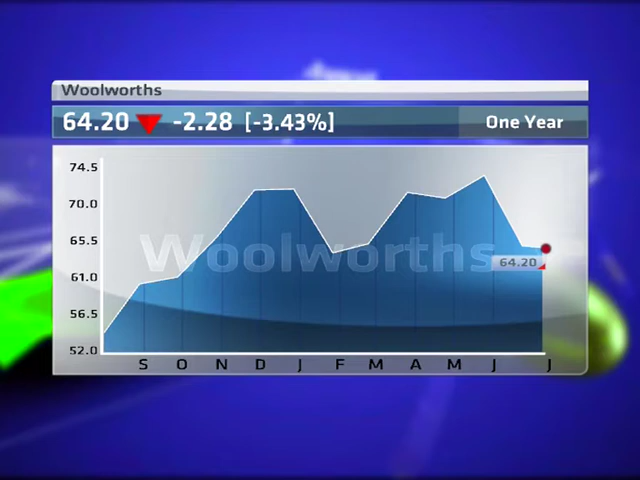 Woolworths
64.20 -2.28 [-3.43%] One Year
74.5
70.0
65.5
61.0
56.5
52.0
Woolworths
64.20
S O N D J F M A M J J